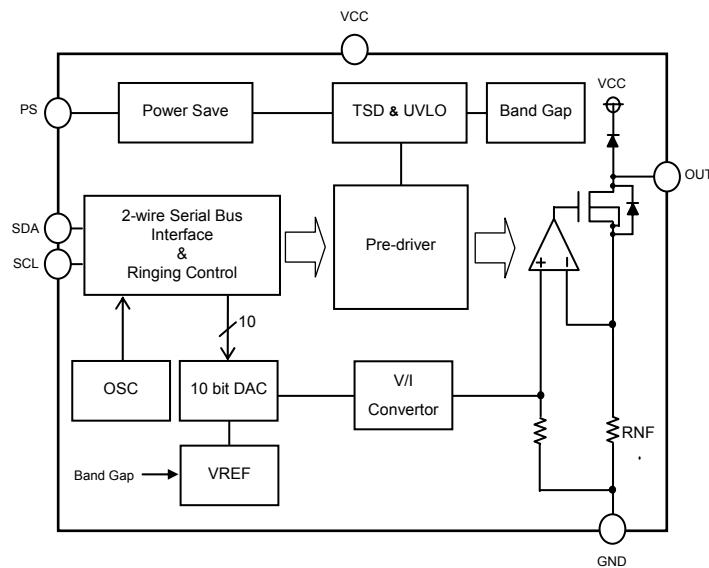 VCC
PS
Power Save
TSD & UVLO
Band Gap
VCC
OUT
SDA
SCL
2-wire Serial Bus
Interface
&
Ringing Control
Pre-driver
+
–
10
OSC
10 bit DAC
V/I
Convertor
RNF
Band Gap
VREF
GND